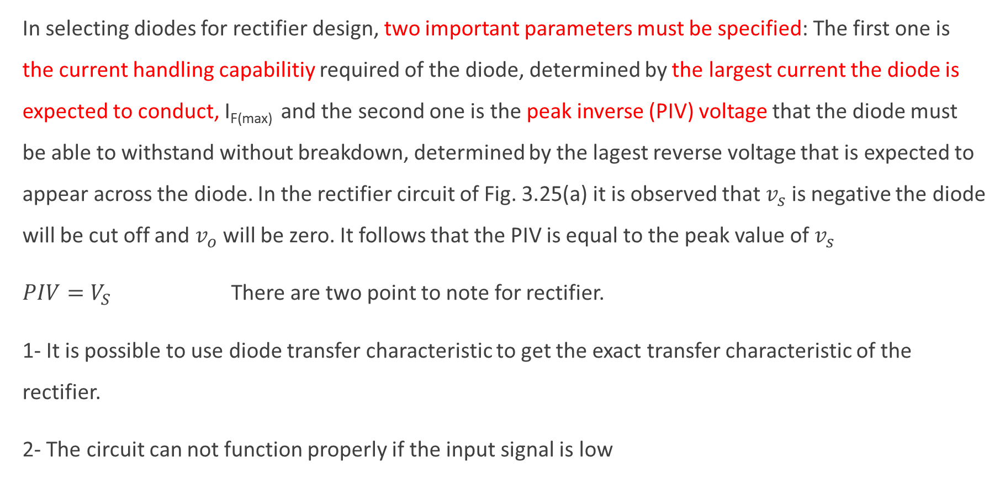 In selecting diodes for rectifier design, two important parameters must be specified: The first one is
the current handling capabilitiy required of the diode, determined by the largest current the diode is
expected to conduct, I_F(max) and the second one is the peak inverse (PIV) voltage that the diode must
be able to withstand without breakdown, determined by the lagest reverse voltage that is expected to
appear across the diode. In the rectifier circuit of Fig. 3.25(a) it is observed that v_s is negative the diode
will be cut off and v_o will be zero. It follows that the PIV is equal to the peak value of v_s
PIV = V_S There are two point to note for rectifier.
1- It is possible to use diode transfer characteristic to get the exact transfer characteristic of the
rectifier.
2- The circuit can not function properly if the input signal is low